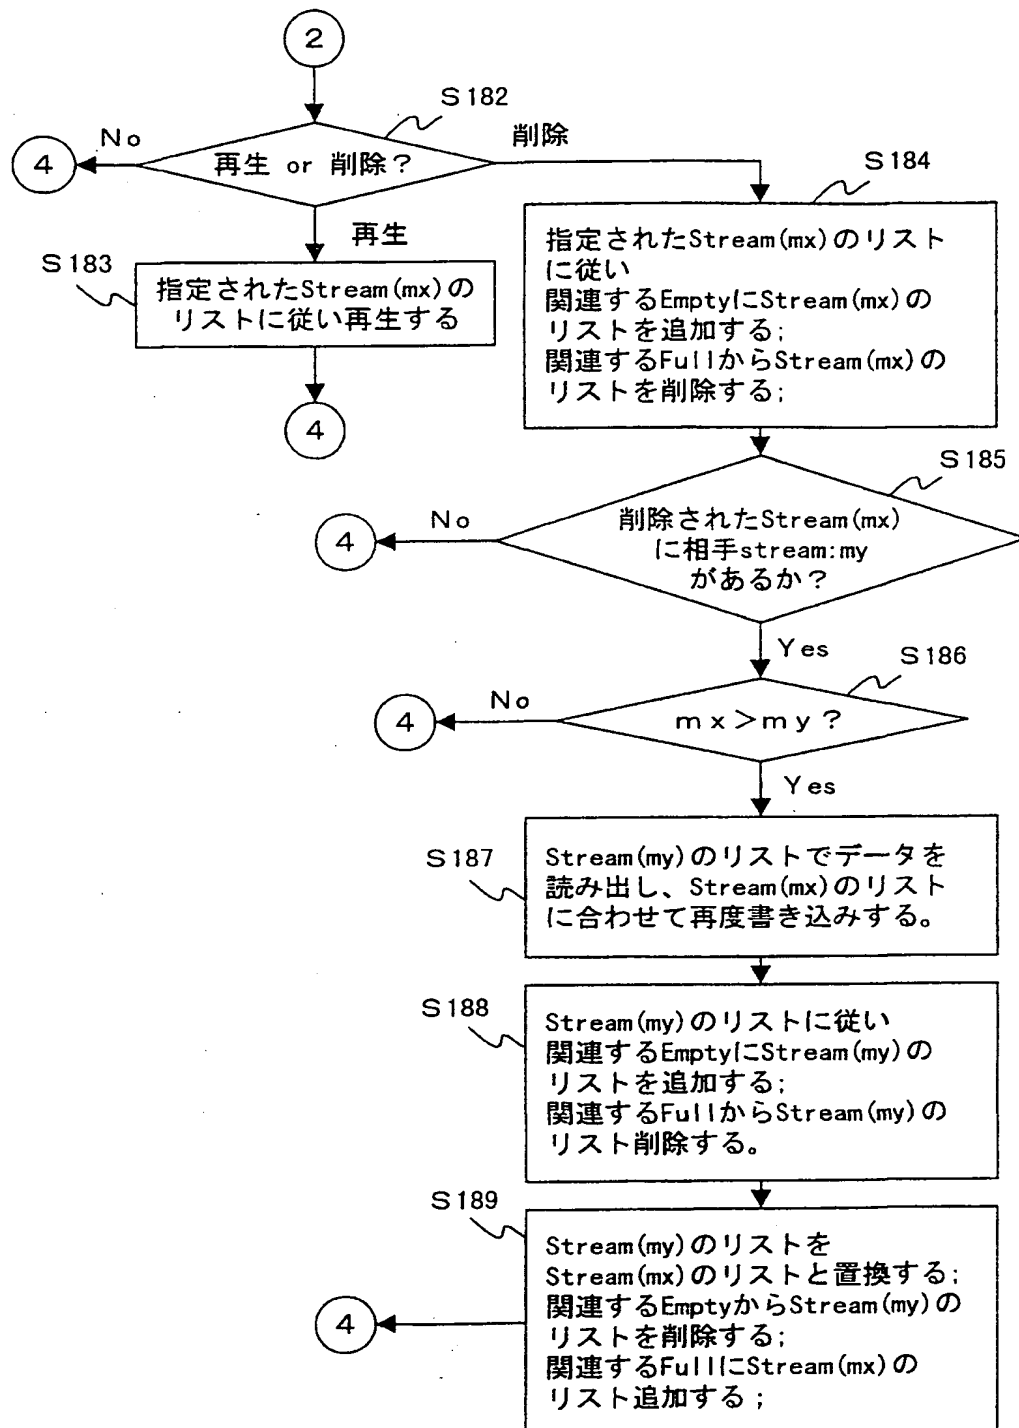 2
S182
No
4
再生 or 削除？
削除
再生
S183
指定されたStream(mx)の
リストに従い再生する
4
S184
指定されたStream(mx)のリスト
に従い
関連するEmptyにStream(mx)の
リストを追加する;
関連するFullからStream(mx)の
リストを削除する;
S185
No
4
削除されたStream(mx)
に相手stream:my
があるか？
Yes
S186
No
4
ｍｘ＞ｍｙ？
Yes
S187
Stream(my)のリストでデータを
読み出し、Stream(mx)のリスト
に合わせて再度書き込みする。
S188
Stream(my)のリストに従い
関連するEmptyにStream(my)の
リストを追加する;
関連するFullからStream(my)の
リスト削除する。
S189
Stream(my)のリストを
Stream(mx)のリストと置換する;
関連するEmptyからStream(my)の
リストを削除する;
関連するFullにStream(mx)の
リスト追加する；
4